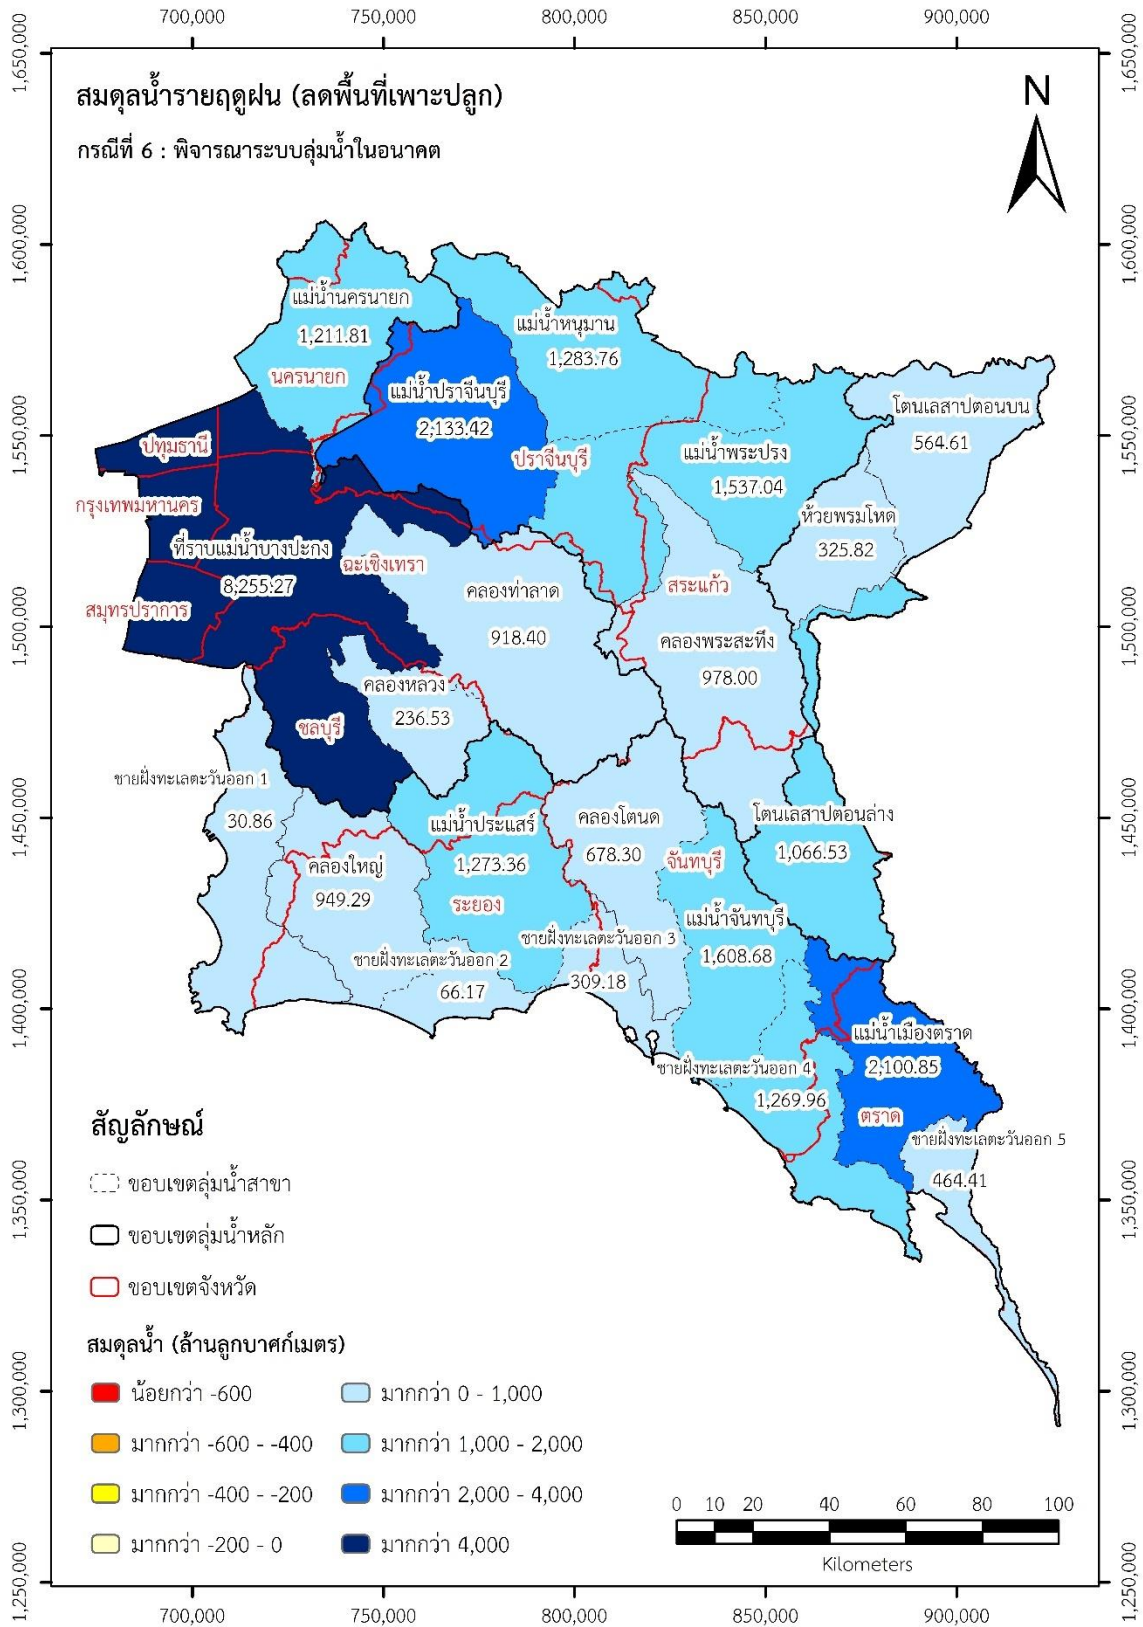 700,000 750,000 800,000 850,000 900,000
1,650,000 1,650,000
สมดุลน้ำรายฤดูฝน (ลดพื้นที่เพาะปลูก)
กรณีที่ 6 : พิจารณาระบบลุ่มน้ำในอนาคต
N
1,600,000 1,600,000
แม่น้ำนครนายก
1,211.81
นครนายก
แม่น้ำหนุมาน
1,283.76
แม่น้ำปราจีนบุรี
2,133.42
ปราจีนบุรี
โตนเลสาปตอนบน
564.61
1,550,000 1,550,000
ปทุมธานี
แม่น้ำพระปรง
1,537.04
กรุงเทพมหานคร
ห้วยพรมโหด
325.82
ที่ราบแม่น้ำบางปะกง
8,255.27
ฉะเชิงเทรา
สมุทรปราการ
คลองท่าลาด
918.40
สระแก้ว
คลองพระสะทึง
978.00
1,500,000 1,500,000
คลองหลวง
236.53
ชลบุรี
ชายฝั่งทะเลตะวันออก 1
30.86
แม่น้ำประแสร์
1,273.36
ระยอง
คลองโตนด
678.30
จันทบุรี
โตนเลสาปตอนล่าง
1,066.53
1,450,000 1,450,000
คลองใหญ่
949.29
แม่น้ำจันทบุรี
1,608.68
ชายฝั่งทะเลตะวันออก 3
309.18
ชายฝั่งทะเลตะวันออก 2
66.17
1,400,000 1,400,000
แม่น้ำเมืองตราด
2,100.85
ตราด
ชายฝั่งทะเลตะวันออก 4
1,269.96
ชายฝั่งทะเลตะวันออก 5
464.41
1,350,000 1,350,000
สัญลักษณ์
ขอบเขตลุ่มน้ำสาขา
ขอบเขตลุ่มน้ำหลัก
ขอบเขตจังหวัด
1,300,000 1,300,000
สมดุลน้ำ (ล้านลูกบาศก์เมตร)
น้อยกว่า -600
มากกว่า -600 - -400
มากกว่า -400 - -200
มากกว่า -200 - 0
มากกว่า 0 - 1,000
มากกว่า 1,000 - 2,000
มากกว่า 2,000 - 4,000
มากกว่า 4,000
0 10 20 40 60 80 100
Kilometers
1,250,000 1,250,000
700,000 750,000 800,000 850,000 900,000